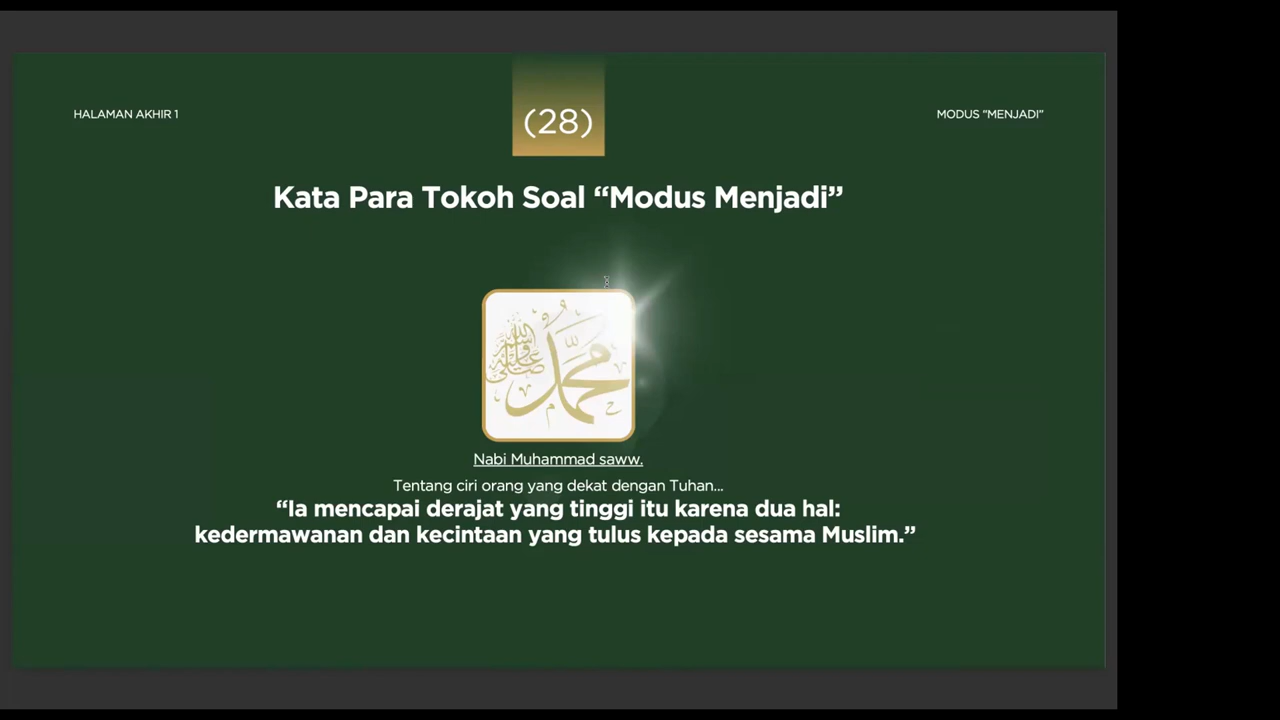 HALAMAN AKHIR 1
(28)
MODUS “MENJADI”
Kata Para Tokoh Soal “Modus Menjadi”
محمد
صلى الله عليه وسلم
Nabi Muhammad saww.
Tentang ciri orang yang dekat dengan Tuhan...
“Ia mencapai derajat yang tinggi itu karena dua hal:
kedermawanan dan kecintaan yang tulus kepada sesama Muslim.”